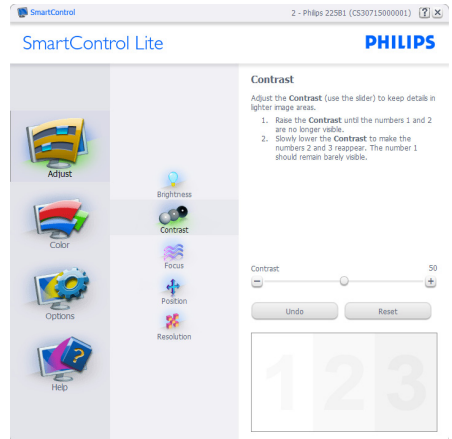 SmartControl
2 - Philips 225B1 (CS30715000001)
? X
SmartControl Lite
PHILIPS
Adjust
Color
Options
Help
Brightness
Contrast
Focus
Position
Resolution
Contrast
Adjust the Contrast (use the slider) to keep details in
lighter image areas.
1. Raise the Contrast until the numbers 1 and 2
are no longer visible.
2. Slowly lower the Contrast to make the
numbers 2 and 3 reappear. The number 1
should remain barely visible.
Contrast 50
Undo Reset
1 2 3